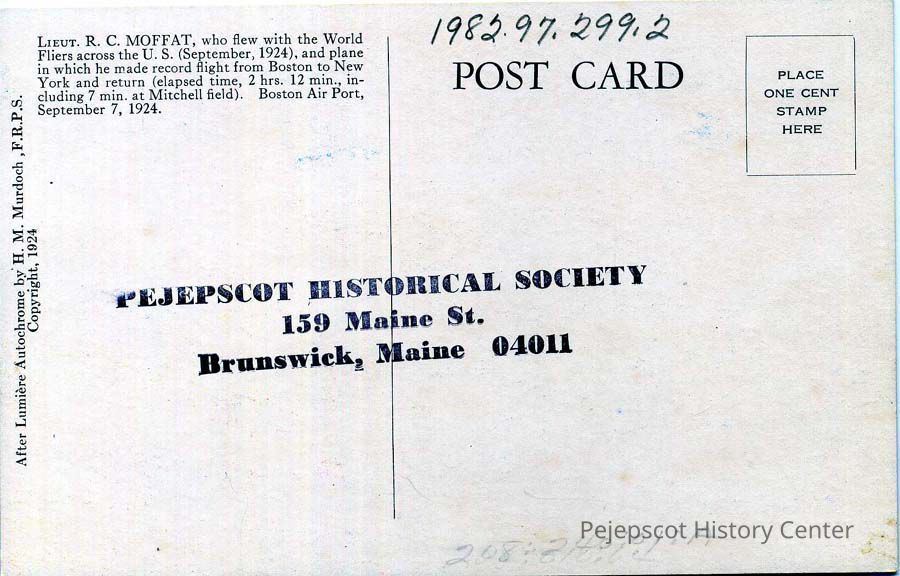 1982.97.299.2
LIEUT. R. C. MOFFAT, who flew with the World
Fliers across the U. S. (September, 1924), and plane
in which he made record flight from Boston to New
York and return (elapsed time, 2 hrs. 12 min., in-
cluding 7 min. at Mitchell field). Boston Air Port,
September 7, 1924.
POST CARD
PLACE
ONE CENT
STAMP
HERE
After Lumière Autochrome by H. M. Murdoch, F.R.P.S.
Copyright, 1924
PEJEPSCOT HISTORICAL SOCIETY
159 Maine St.
Brunswick, Maine 04011
Pejepscot History Center